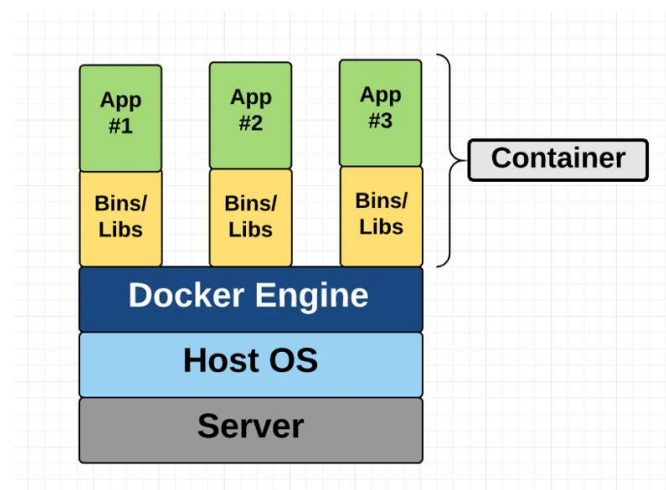 App
#1
App
#2
App
#3
Container
Bins/
Libs
Bins/
Libs
Bins/
Libs
Docker Engine
Host OS
Server